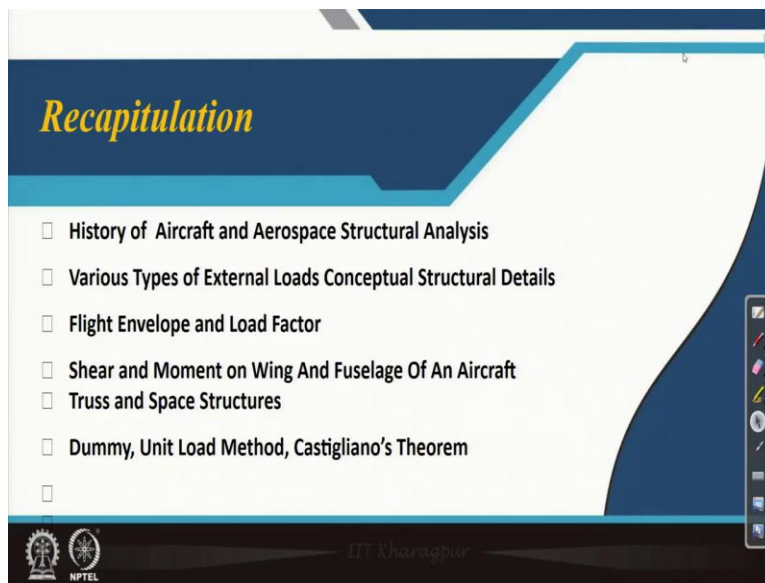 Recapitulation
History of Aircraft and Aerospace Structural Analysis
Various Types of External Loads Conceptual Structural Details
Flight Envelope and Load Factor
Shear and Moment on Wing And Fuselage Of An Aircraft
Truss and Space Structures
Dummy, Unit Load Method, Castigliano's Theorem
IIT Kharagpur
NPTEL